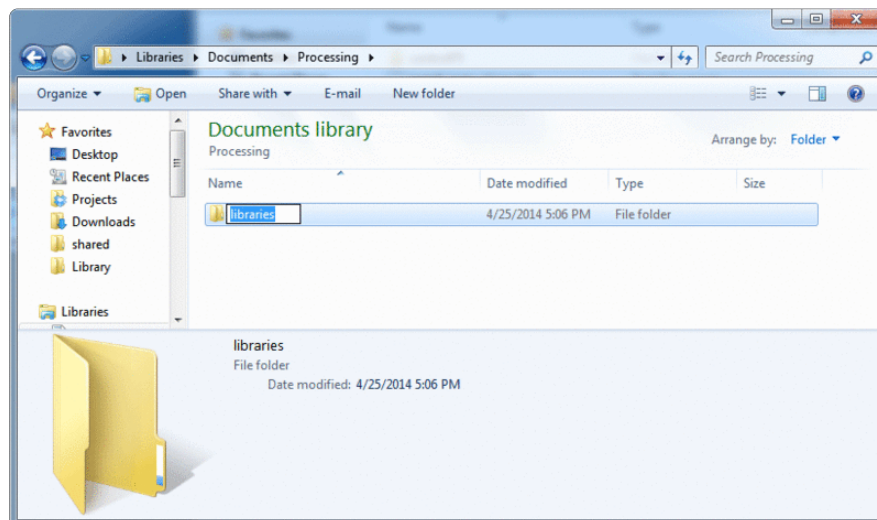 Libraries Documents Processing Search Processing
Organize Open Share with E-mail New folder
Favorites
Desktop
Recent Places
Projects
Downloads
shared
Library
Libraries
Documents library
Processing
Arrange by: Folder
Name Date modified Type Size
libraries 4/25/2014 5:06 PM File folder
libraries
File folder
Date modified: 4/25/2014 5:06 PM